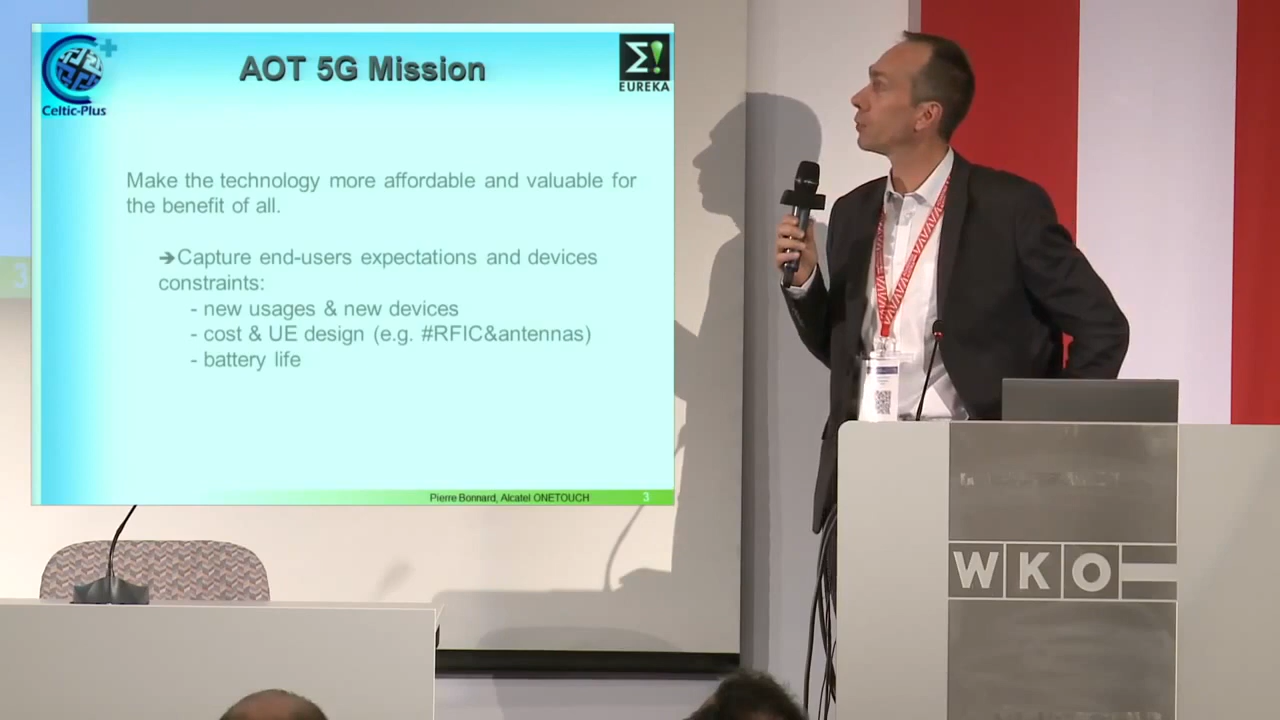 AOT 5G Mission
Celtic-Plus
Σ!
EUREKA
Make the technology more affordable and valuable for
the benefit of all.
➔Capture end-users expectations and devices
constraints:
- new usages & new devices
- cost & UE design (e.g. #RFIC&antennas)
- battery life
Pierre Bonnard, Alcatel ONETOUCH
3
3
WKO